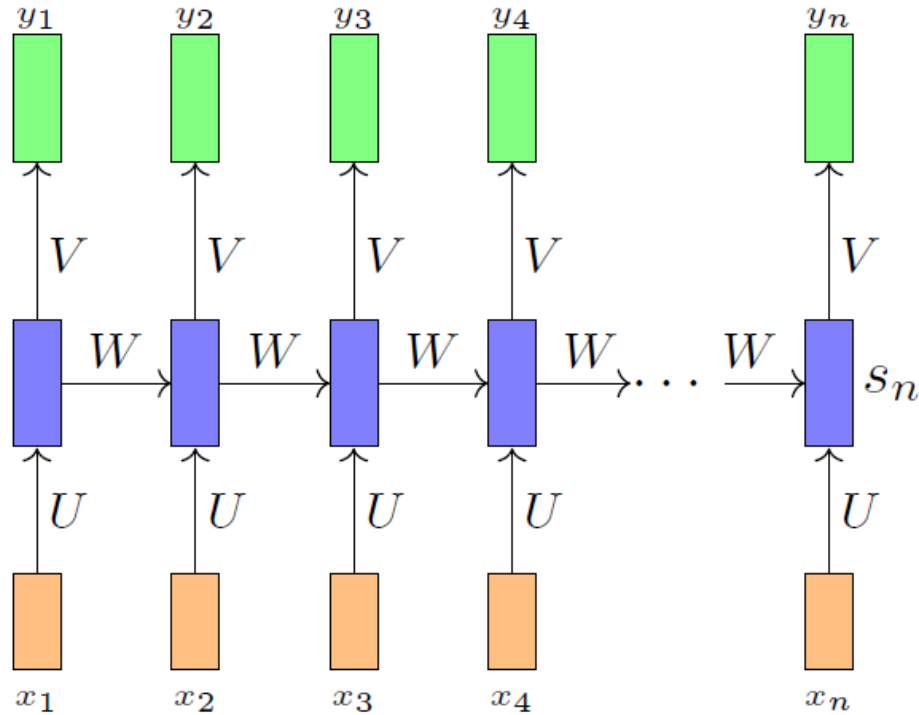 y₁ y₂ y₃ y₄ yₙ
V V V V V
W W W W · · · W sₙ
U U U U U
x₁ x₂ x₃ x₄ xₙ